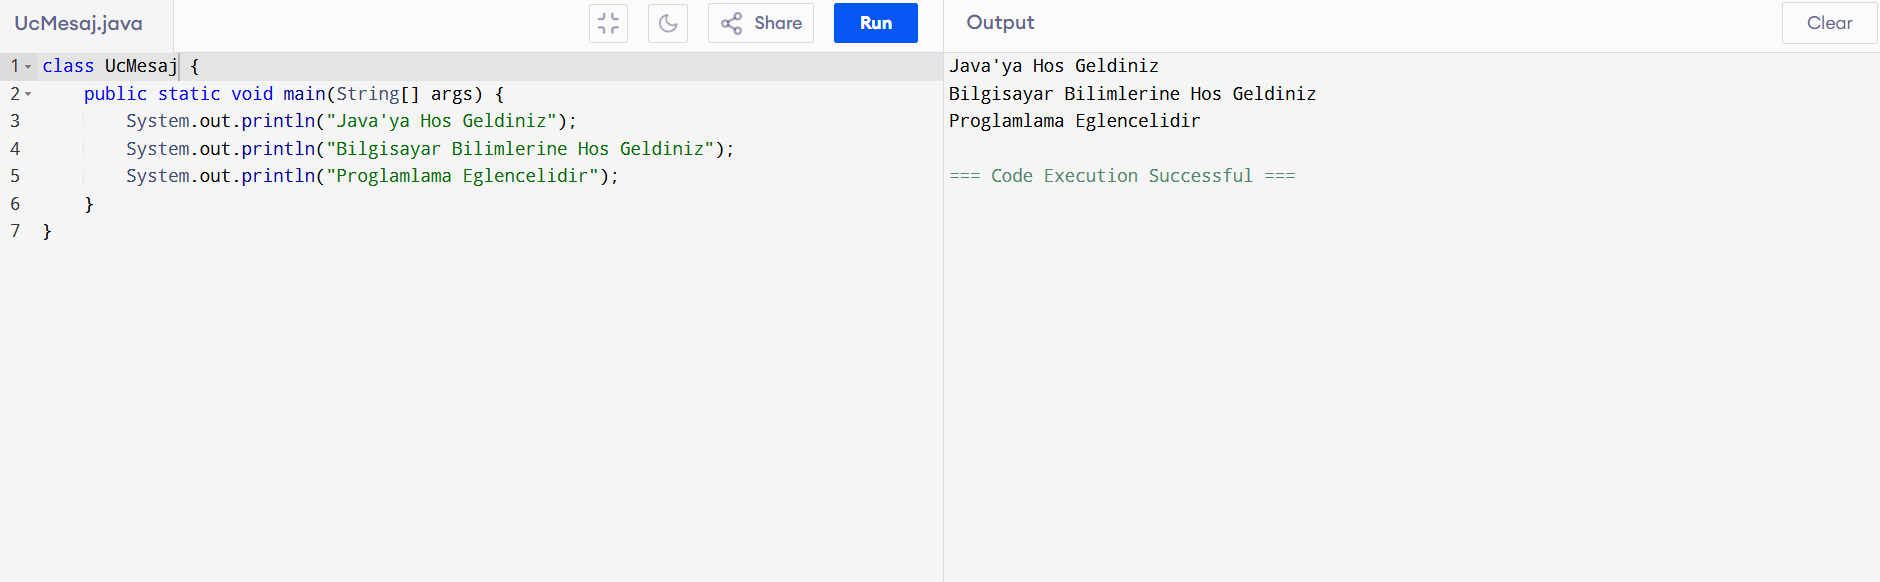 UcMesaj.java
Share
Run
Output
Clear
1 class UcMesaj {
2 public static void main(String[] args) {
3 System.out.println("Java'ya Hos Geldiniz");
4 System.out.println("Bilgisayar Bilimlerine Hos Geldiniz");
5 System.out.println("Proglamlama Eglencelidir");
6 }
7 }
Java'ya Hos Geldiniz
Bilgisayar Bilimlerine Hos Geldiniz
Proglamlama Eglencelidir
=== Code Execution Successful ===